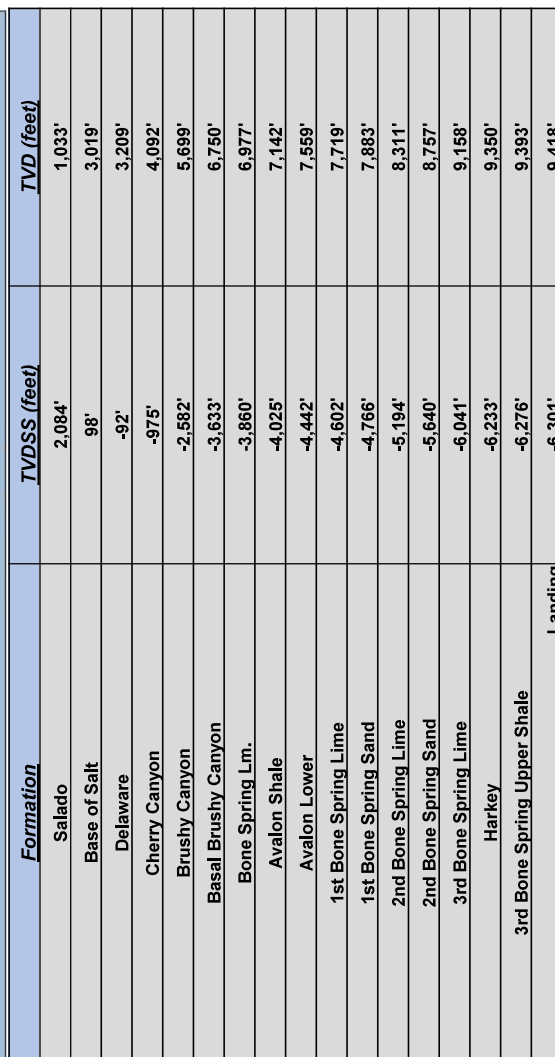 Formation TVDSS (feet) TVD (feet)
Salado 2,084' 1,033'
Base of Salt 98' 3,019'
Delaware -92' 3,209'
Cherry Canyon -975' 4,092'
Brushy Canyon -2,582' 5,699'
Basal Brushy Canyon -3,633' 6,750'
Bone Spring Lm. -3,860' 6,977'
Avalon Shale -4,025' 7,142'
Avalon Lower -4,442' 7,559'
1st Bone Spring Lime -4,602' 7,719'
1st Bone Spring Sand -4,766' 7,883'
2nd Bone Spring Lime -5,194' 8,311'
2nd Bone Spring Sand -5,640' 8,757'
3rd Bone Spring Lime -6,041' 9,158'
Harkey -6,233' 9,350'
3rd Bone Spring Upper Shale -6,276' 9,393'
Landing -6,301' 9,418'